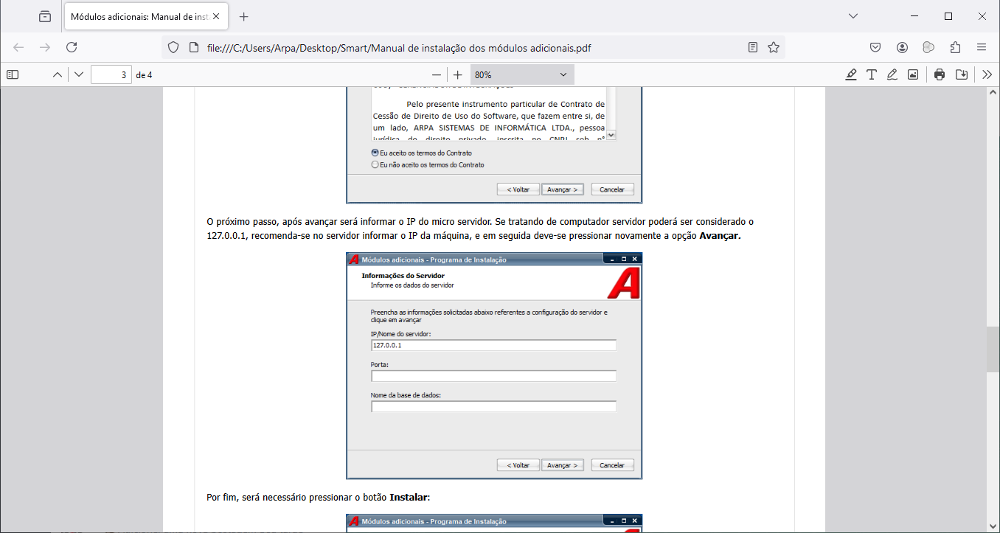 Módulos adicionais: Manual de inst
file:///C:/Users/Arpa/Desktop/Smart/Manual de instalação dos módulos adicionais.pdf
3 de 4
80%
Pelo presente instrumento particular de Contrato de
Cessão de Direito de Uso do Software, que fazem entre si, de
um lado, ARPA SISTEMAS DE INFORMÁTICA LTDA., pessoa
jurídica de direito privado, inscrita no CNPJ sob nº
Eu aceito os termos do Contrato
Eu não aceito os termos do Contrato
< Voltar Avançar > Cancelar
O próximo passo, após avançar será informar o IP do micro servidor. Se tratando de computador servidor poderá ser considerado o
127.0.0.1, recomenda-se no servidor informar o IP da máquina, e em seguida deve-se pressionar novamente a opção Avançar.
A Módulos adicionais - Programa de Instalação
Informações do Servidor
Informe os dados do servidor
A
Preencha as informações solicitadas abaixo referentes a configuração do servidor e
clique em avançar
IP/Nome do servidor:
127.0.0.1
Porta:
Nome da base de dados:
< Voltar Avançar > Cancelar
Por fim, será necessário pressionar o botão Instalar:
A Módulos adicionais - Programa de Instalação